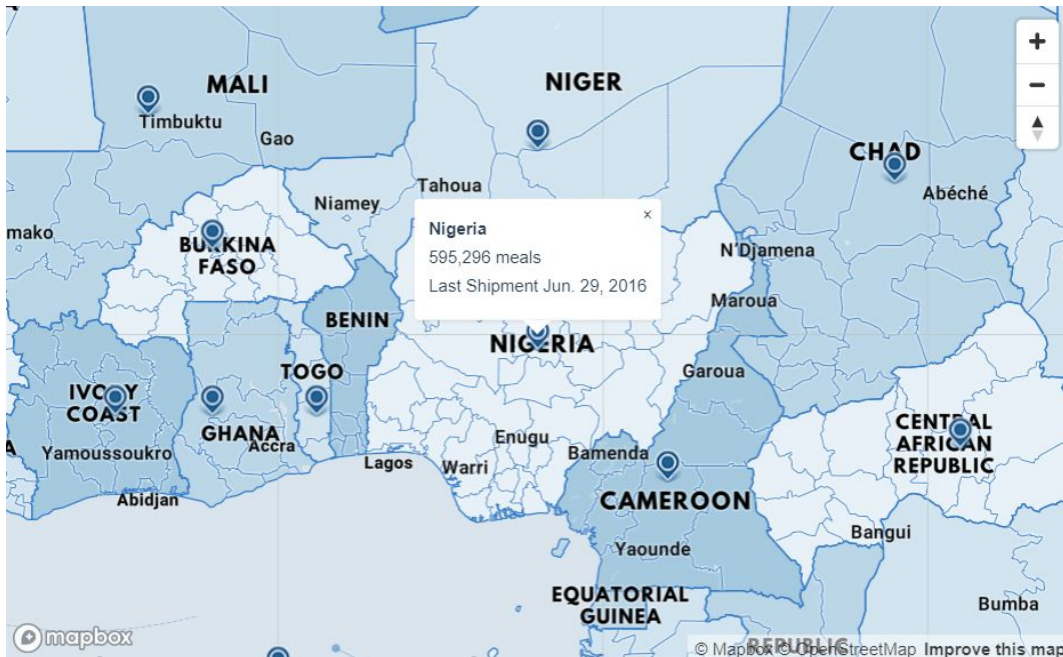 MALI
NIGER
Timbuktu
Gao
CHAD
Tahoua
Abéché
Niamey
mako
Nigeria
×
595,296 meals
Last Shipment Jun. 29, 2016
BURKINA
FASO
N'Djamena
Maroua
BENIN
NIGERIA
TOGO
Garoua
IVORY
COAST
GHANA
Accra
Yamoussoukro
CENTRAL
AFRICAN
REPUBLIC
Enugu
Bamenda
Lagos
Warri
Abidjan
CAMEROON
Bangui
Yaounde
EQUATORIAL
GUINEA
Bumba
REPUBLIC
mapbox
© Mapbox © OpenStreetMap Improve this map